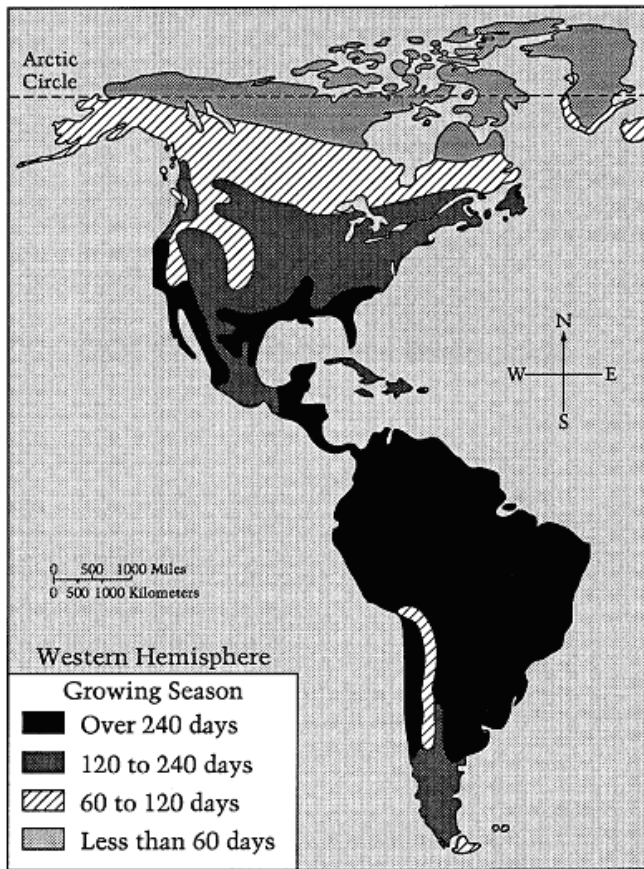 Arctic
Circle
N
W E
S
0 500 1000 Miles
0 500 1000 Kilometers
Western Hemisphere
Growing Season
Over 240 days
120 to 240 days
60 to 120 days
Less than 60 days